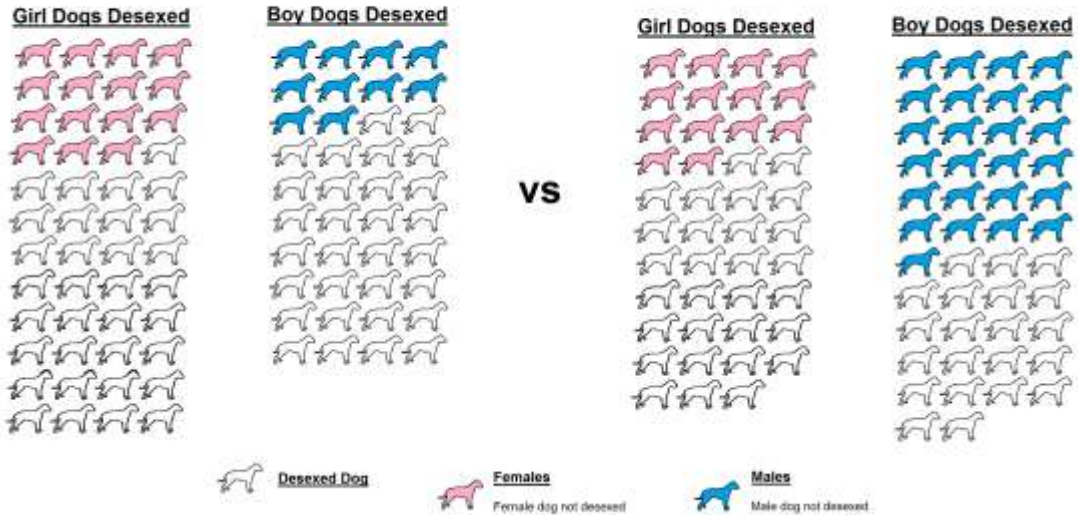 Girl Dogs Desexed
Boy Dogs Desexed
Girl Dogs Desexed
Boy Dogs Desexed
vs
Desexed Dog
Females
Female dog not desexed
Males
Male dog not desexed